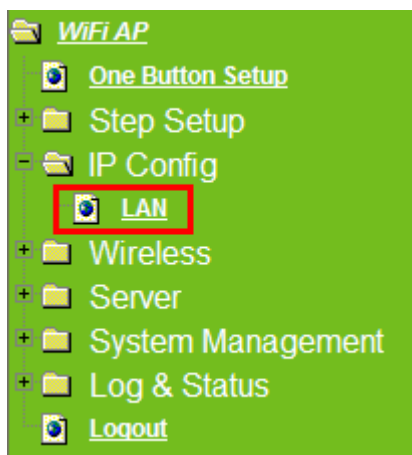 WiFi AP
One Button Setup
Step Setup
IP Config
LAN
Wireless
Server
System Management
Log & Status
Logout